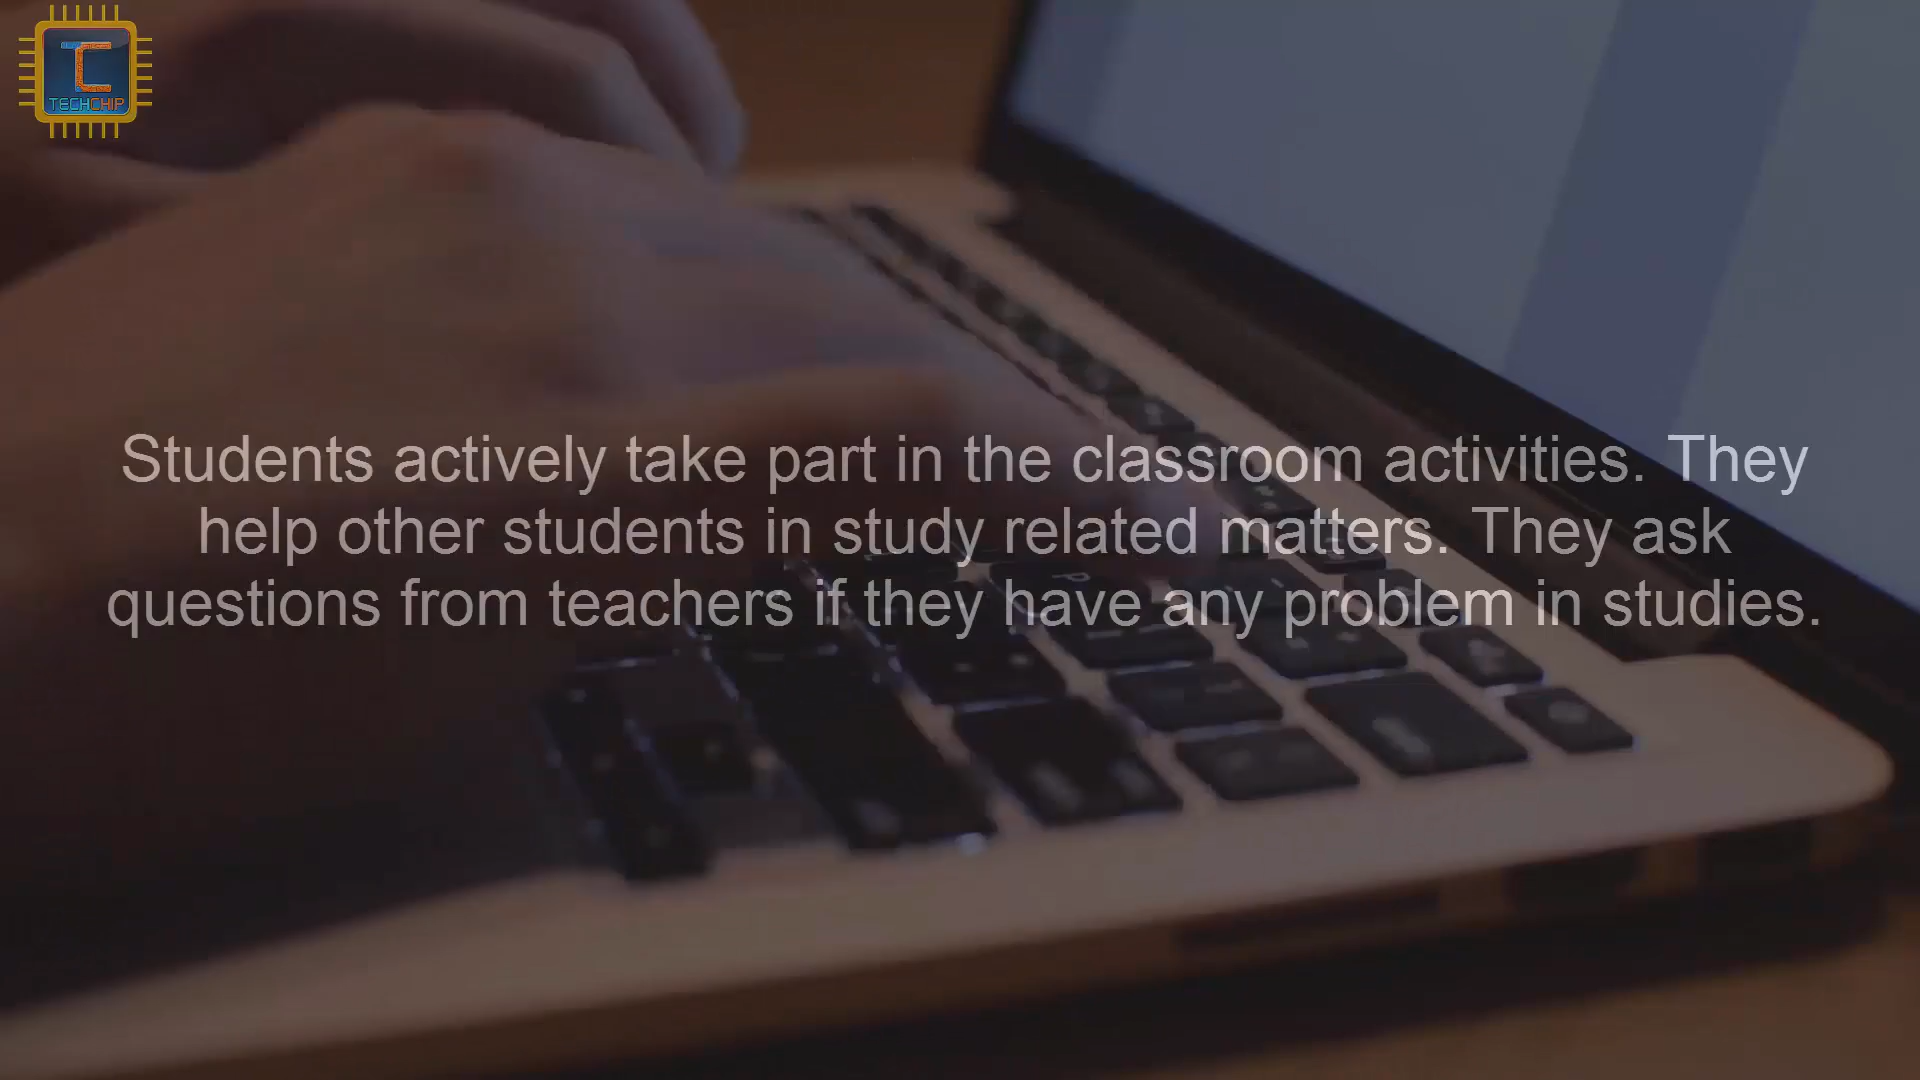 TECHCHIP
Students actively take part in the classroom activities. They
help other students in study related matters. They ask
questions from teachers if they have any problem in studies.